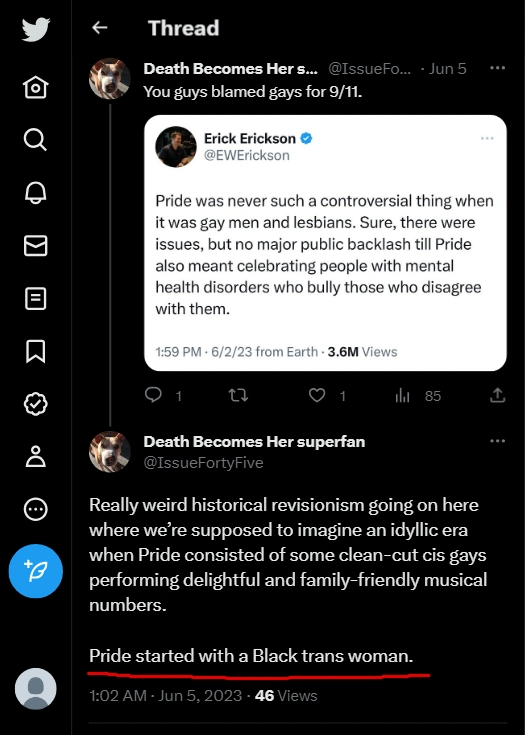 Thread
Death Becomes Her s... @IssueFo... · Jun 5
You guys blamed gays for 9/11.
Erick Erickson
@EWErickson
Pride was never such a controversial thing when
it was gay men and lesbians. Sure, there were
issues, but no major public backlash till Pride
also meant celebrating people with mental
health disorders who bully those who disagree
with them.
1:59 PM · 6/2/23 from Earth · 3.6M Views
1 1 85
Death Becomes Her superfan
@IssueFortyFive
Really weird historical revisionism going on here
where we’re supposed to imagine an idyllic era
when Pride consisted of some clean-cut cis gays
performing delightful and family-friendly musical
numbers.
Pride started with a Black trans woman.
1:02 AM · Jun 5, 2023 · 46 Views